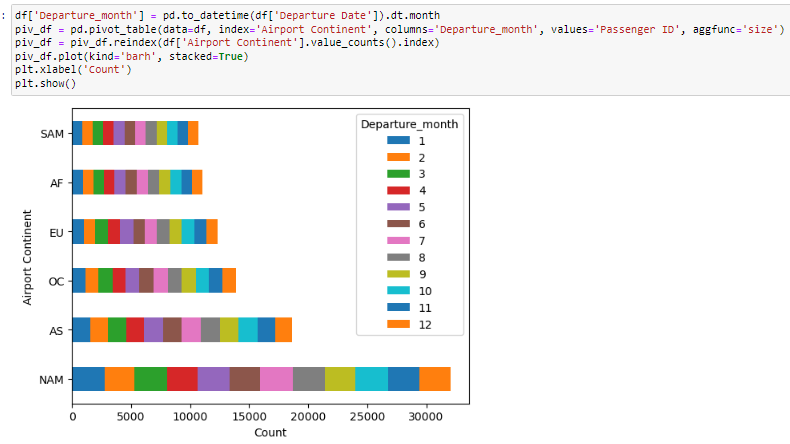 : df['Departure_month'] = pd.to_datetime(df['Departure Date']).dt.month
piv_df = pd.pivot_table(data=df, index='Airport Continent', columns='Departure_month', values='Passenger ID', aggfunc='size')
piv_df = piv_df.reindex(df['Airport Continent'].value_counts().index)
piv_df.plot(kind='barh', stacked=True)
plt.xlabel('Count')
plt.show()
Departure_month
1
2
3
4
5
6
7
8
9
10
11
12
Airport Continent
SAM
AF
EU
OC
AS
NAM
0 5000 10000 15000 20000 25000 30000
Count